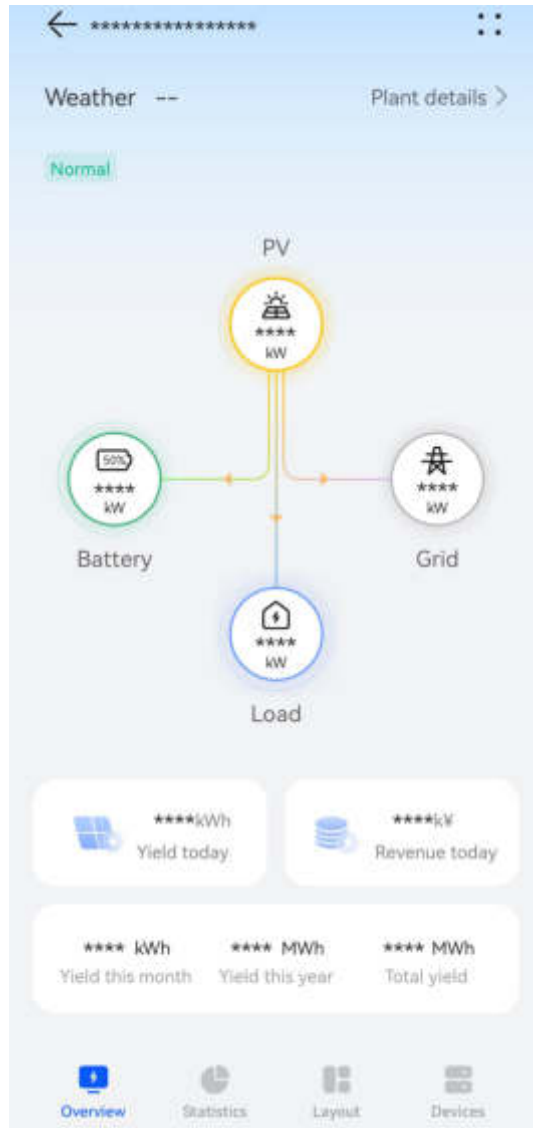 *****************
Weather --
Plant details >
Normal
PV
****
kW
50%
****
kW
Battery
****
kW
Grid
****
kW
Load
****kWh
Yield today
****k¥
Revenue today
**** kWh
Yield this month
**** MWh
Yield this year
**** MWh
Total yield
Overview
Statistics
Layout
Devices